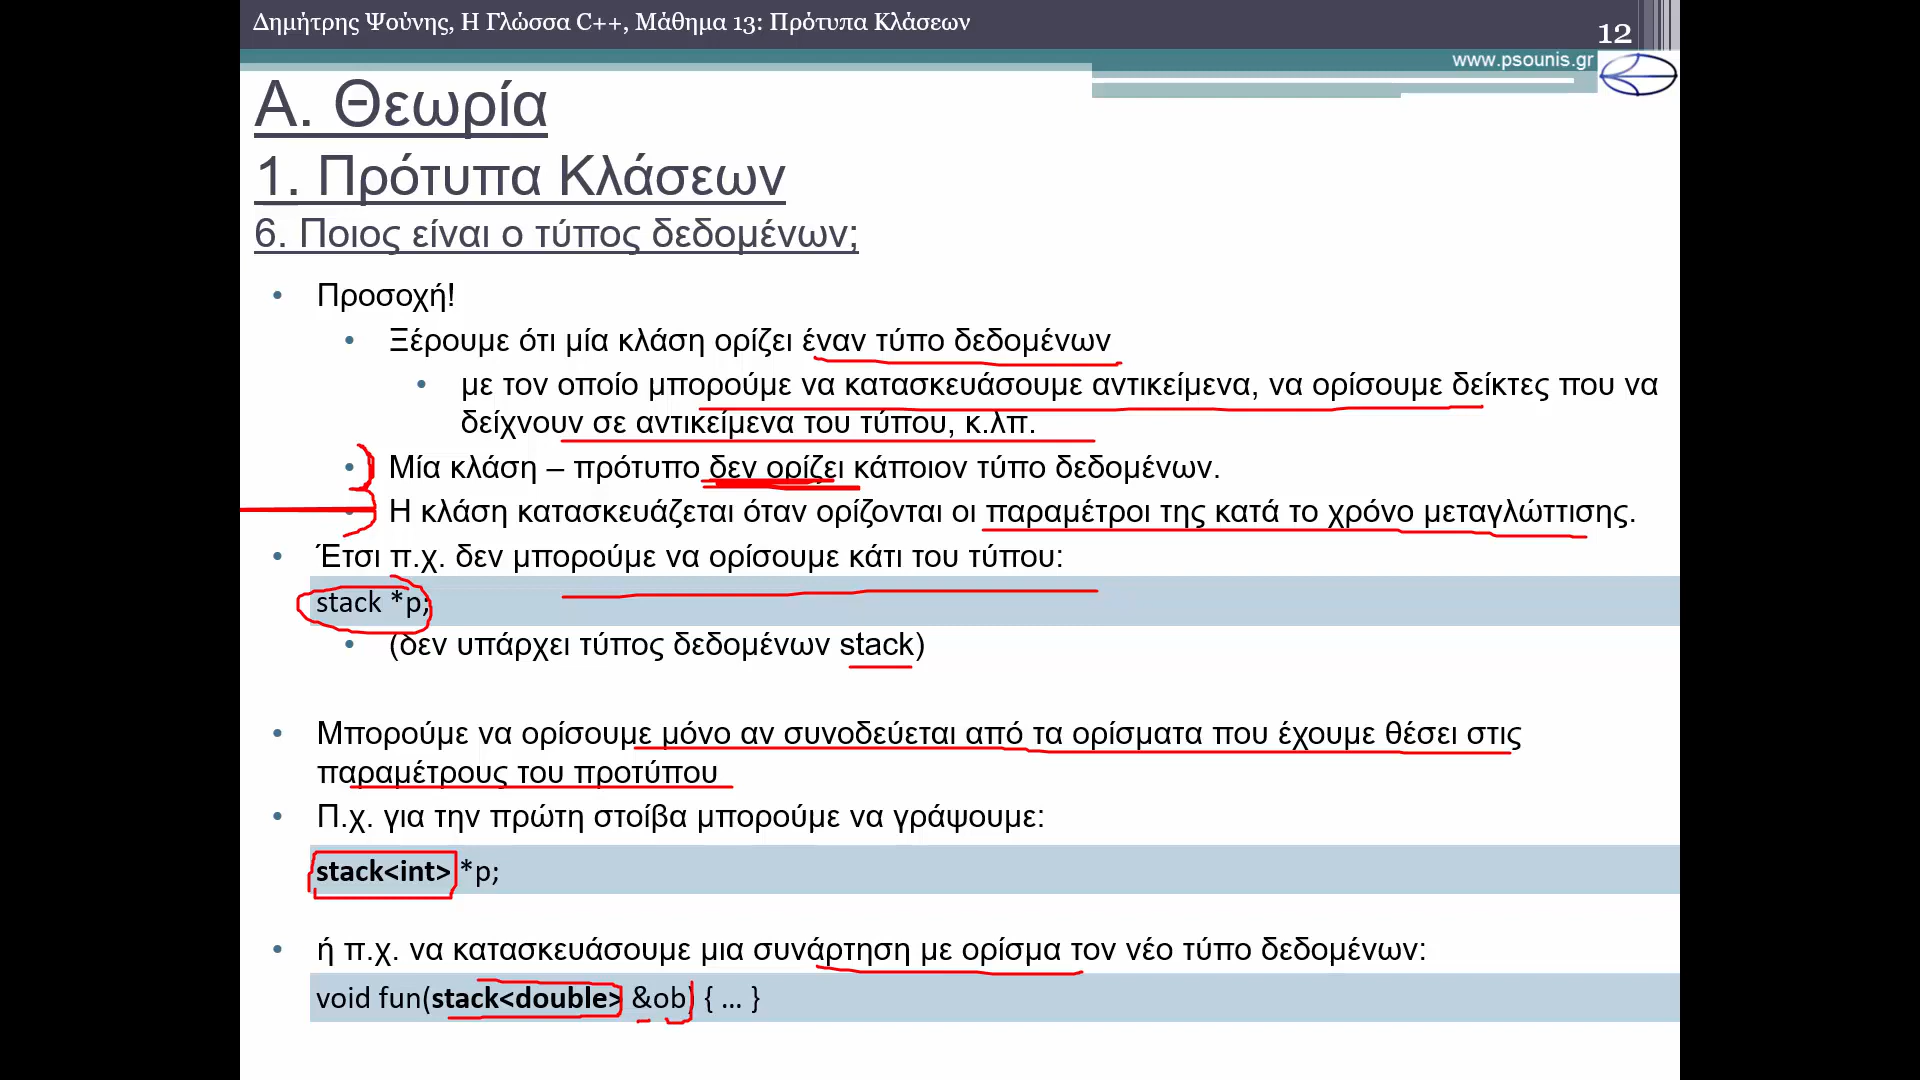 Δημήτρης Ψούνης, Η Γλώσσα C++, Μάθημα 13: Πρότυπα Κλάσεων
12
www.psounis.gr
Α. Θεωρία
1. Πρότυπα Κλάσεων
6. Ποιος είναι ο τύπος δεδομένων;
• Προσοχή!
• Ξέρουμε ότι μία κλάση ορίζει έναν τύπο δεδομένων
• με τον οποίο μπορούμε να κατασκευάσουμε αντικείμενα, να ορίσουμε δείκτες που να
δείχνουν σε αντικείμενα του τύπου, κ.λπ.
• Μία κλάση – πρότυπο δεν ορίζει κάποιον τύπο δεδομένων.
• Η κλάση κατασκευάζεται όταν ορίζονται οι παραμέτροι της κατά το χρόνο μεταγλώττισης.
• Έτσι π.χ. δεν μπορούμε να ορίσουμε κάτι του τύπου:
stack *p;
• (δεν υπάρχει τύπος δεδομένων stack)
• Μπορούμε να ορίσουμε μόνο αν συνοδεύεται από τα ορίσματα που έχουμε θέσει στις
παραμέτρους του προτύπου
• Π.χ. για την πρώτη στοίβα μπορούμε να γράψουμε:
stack<int> *p;
• ή π.χ. να κατασκευάσουμε μια συνάρτηση με ορίσμα τον νέο τύπο δεδομένων:
void fun(stack<double> &ob) { ... }